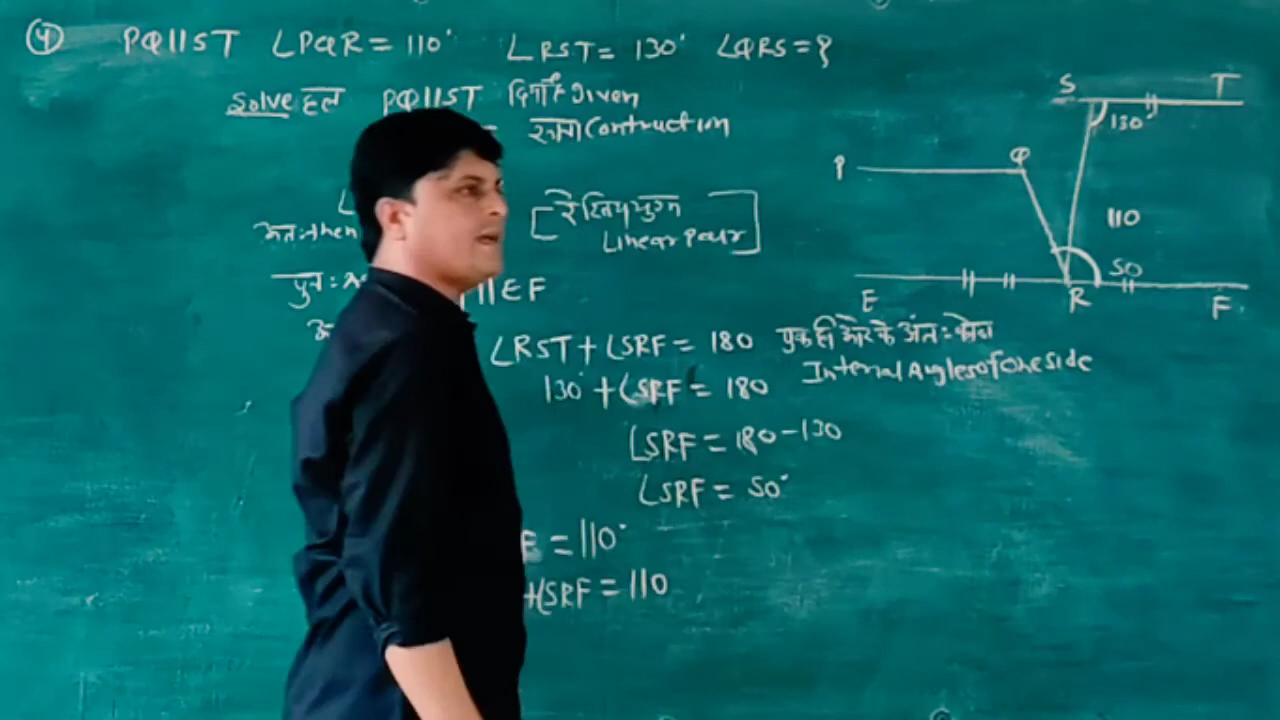 4 PQ||ST ∠PQR = 110° ∠RST = 130° ∠QRS = ?
Solve हल PQ||ST दिया है Given
रचना Contruction
∠
अतः then
[रैखिक युग्म
Linear Pair]
पुनः
||EF
∠RST + ∠SRF = 180 एक ही ओर के अंतः कोण
Internal Angles of One side
130° + ∠SRF = 180
∠SRF = 180 - 130
∠SRF = 50°
E = 110°
+∠SRF = 110
S T
130°
P Q
110
50
E R F